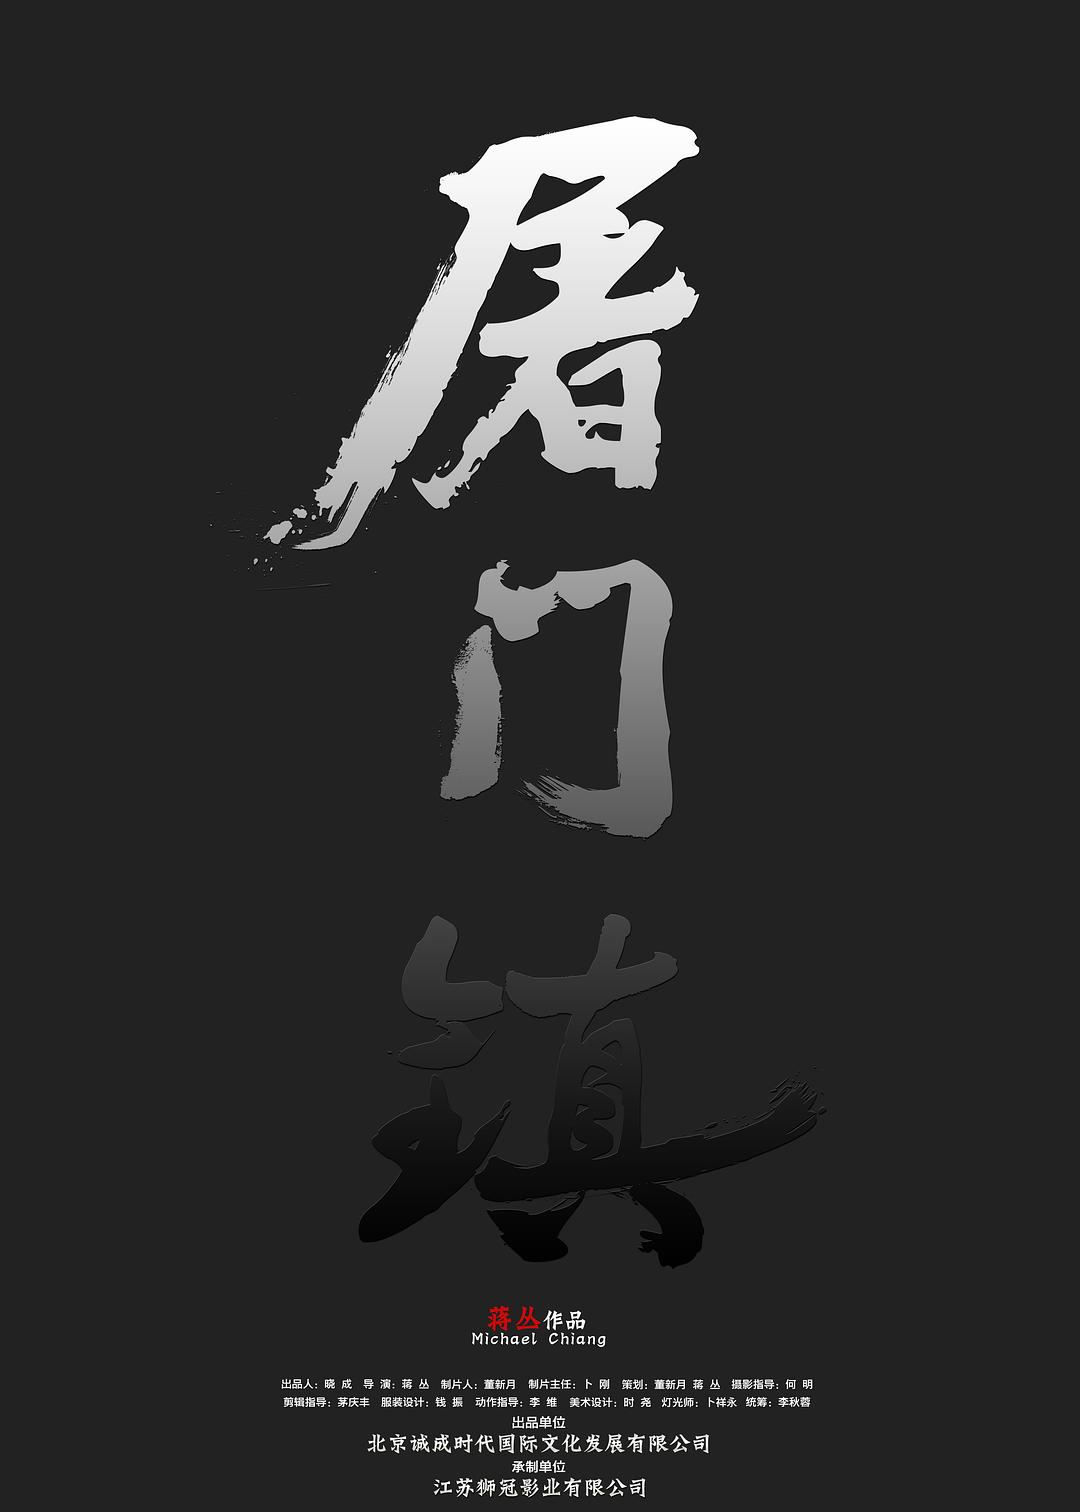 屠门镇
蒋丛作品
Michael Chiang
出品人：晓 成 导 演：蒋 丛 制片人：董新月 制片主任：卜 刚 策划：董新月 蒋 丛 摄影指导：何 明
剪辑指导：茅庆丰 服装设计：钱 振 动作指导：李 维 美术设计：时 尧 灯光师：卜祥永 统筹：李秋蓉
出品单位
北京诚成时代国际文化发展有限公司
承制单位
江苏狮冠影业有限公司